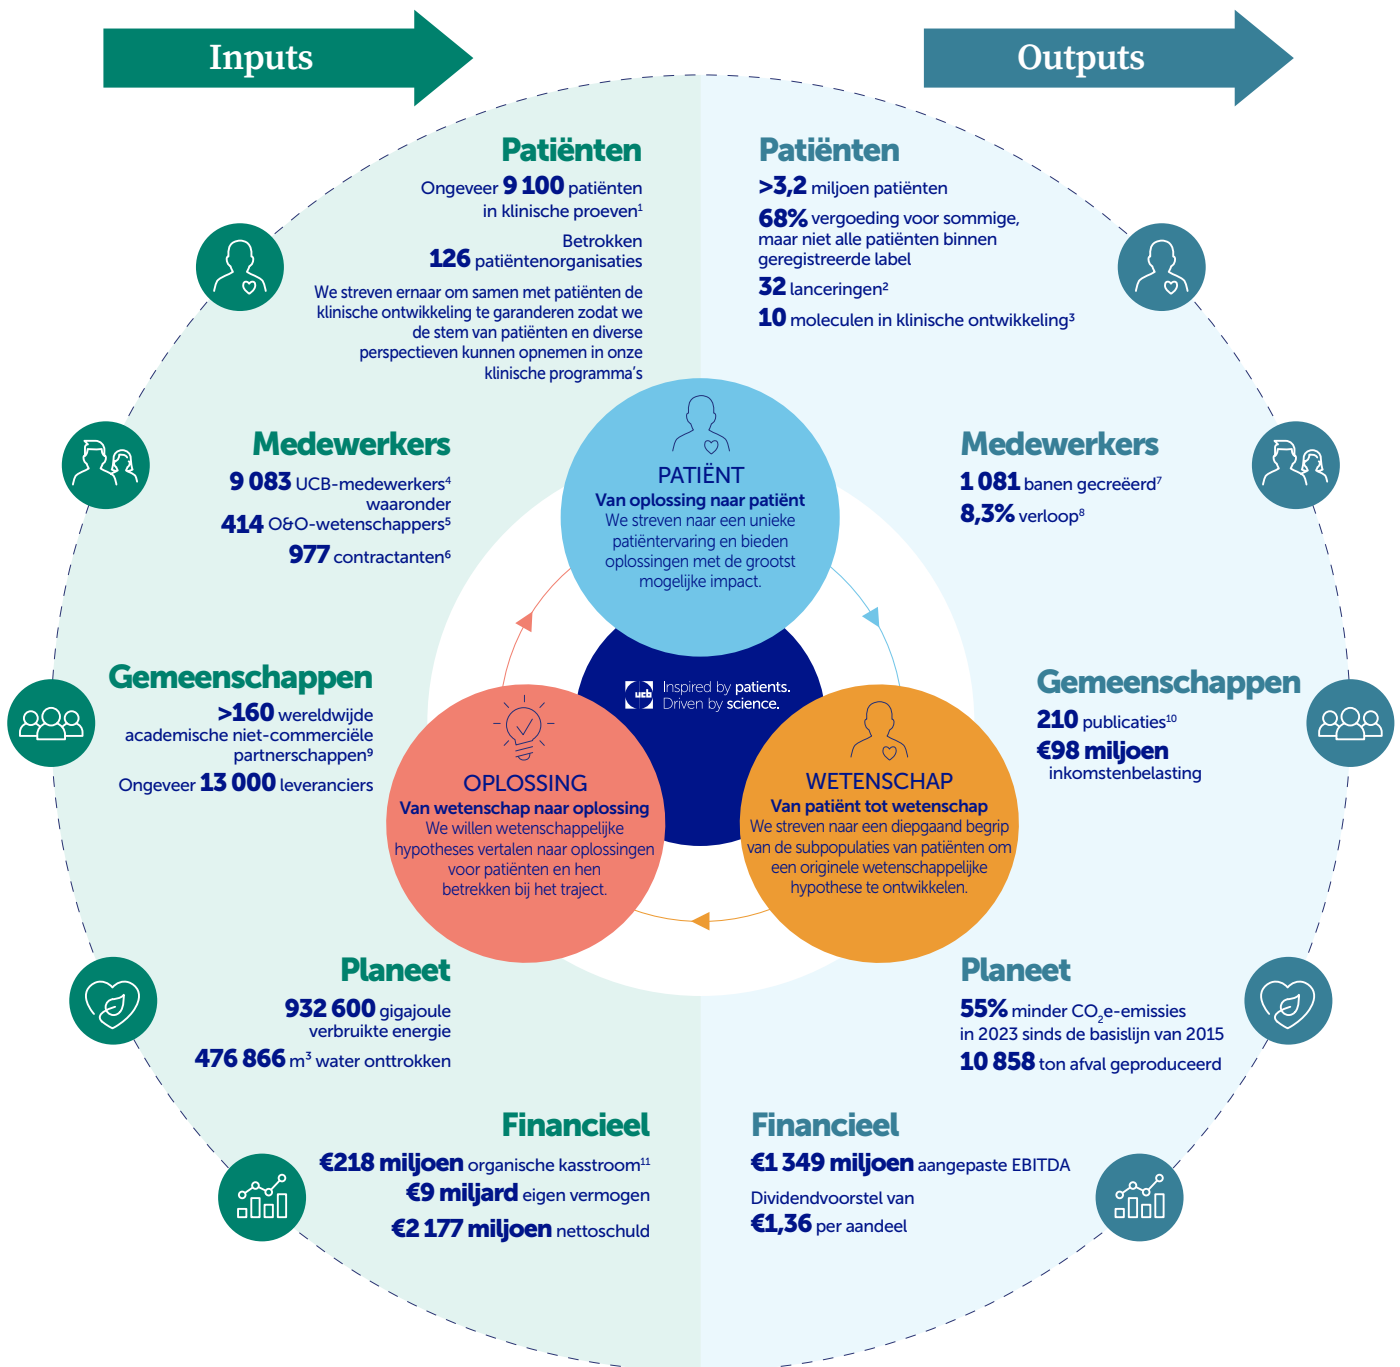 Inputs
Outputs
Patiënten
Ongeveer 9 100 patiënten
in klinische proeven¹
Betrokken
126 patiëntenorganisaties
We streven ernaar om samen met patiënten de
klinische ontwikkeling te garanderen zodat we
de stem van patiënten en diverse
perspectieven kunnen opnemen in onze
klinische programma's
Patiënten
>3,2 miljoen patiënten
68% vergoeding voor sommige,
maar niet alle patiënten binnen
geregistreerde label
32 lanceringen²
10 moleculen in klinische ontwikkeling³
Medewerkers
9 083 UCB-medewerkers⁴
waaronder
414 O&O-wetenschappers⁵
977 contractanten⁶
PATIËNT
Van oplossing naar patiënt
We streven naar een unieke
patiëntervaring en bieden
oplossingen met de grootst
mogelijke impact.
Medewerkers
1 081 banen gecreëerd⁷
8,3% verloop⁸
Gemeenschappen
>160 wereldwijde
academische niet-commerciële
partnerschappen⁹
Ongeveer 13 000 leveranciers
ucb
Inspired by patients.
Driven by science.
Gemeenschappen
210 publicaties¹⁰
€98 miljoen
inkomstenbelasting
OPLOSSING
Van wetenschap naar oplossing
We willen wetenschappelijke
hypotheses vertalen naar oplossingen
voor patiënten en hen
betrekken bij het traject.
WETENSCHAP
Van patiënt tot wetenschap
We streven naar een diepgaand begrip
van de subpopulaties van patiënten om
een originele wetenschappelijke
hypothese te ontwikkelen.
Planeet
932 600 gigajoule
verbruikte energie
476 866 m³ water onttrokken
Planeet
55% minder CO₂e-emissies
in 2023 sinds de basislijn van 2015
10 858 ton afval geproduceerd
Financieel
€218 miljoen organische kasstroom¹¹
€9 miljard eigen vermogen
€2 177 miljoen nettoschuld
Financieel
€1 349 miljoen aangepaste EBITDA
Dividendvoorstel van
€1,36 per aandeel